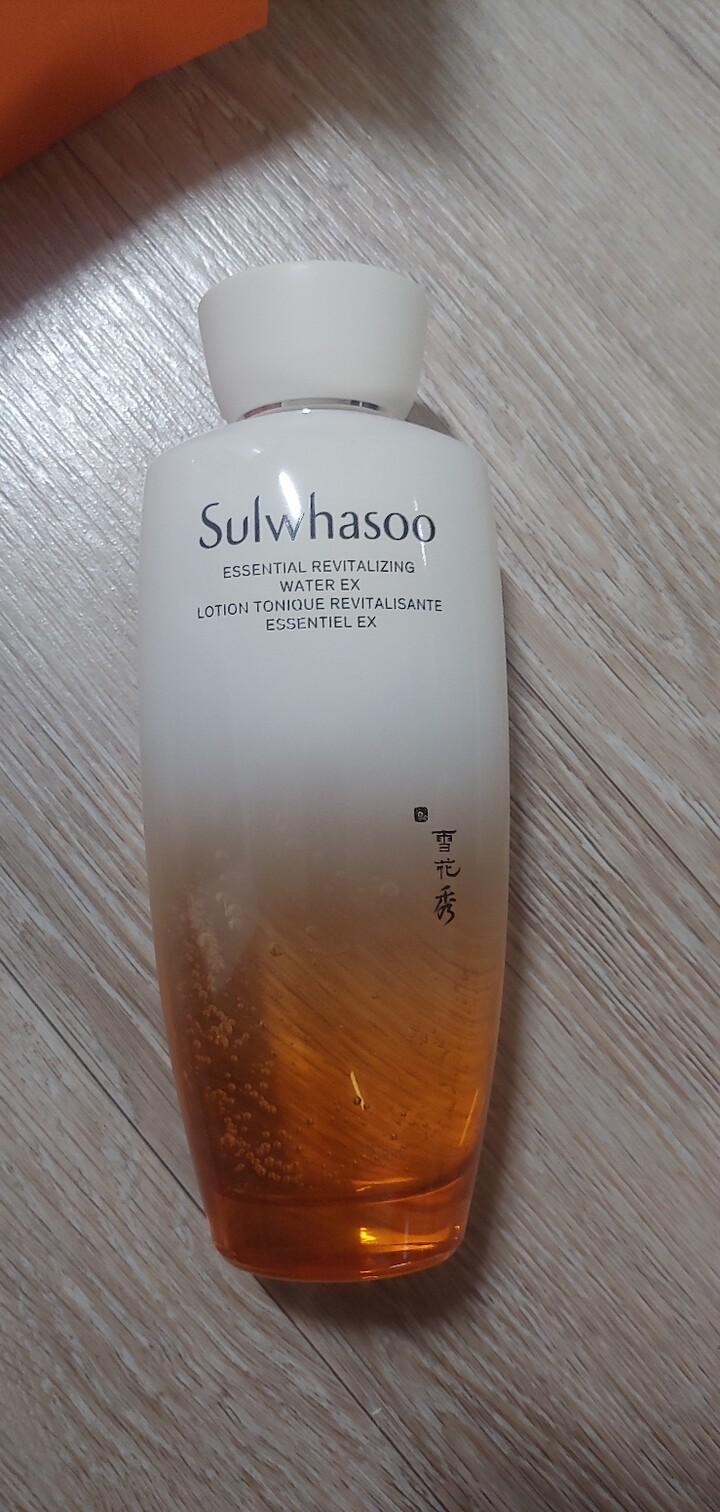 Sulwhasoo
ESSENTIAL REVITALIZING
WATER EX
LOTION TONIQUE REVITALISANTE
ESSENTIEL EX
雪花秀